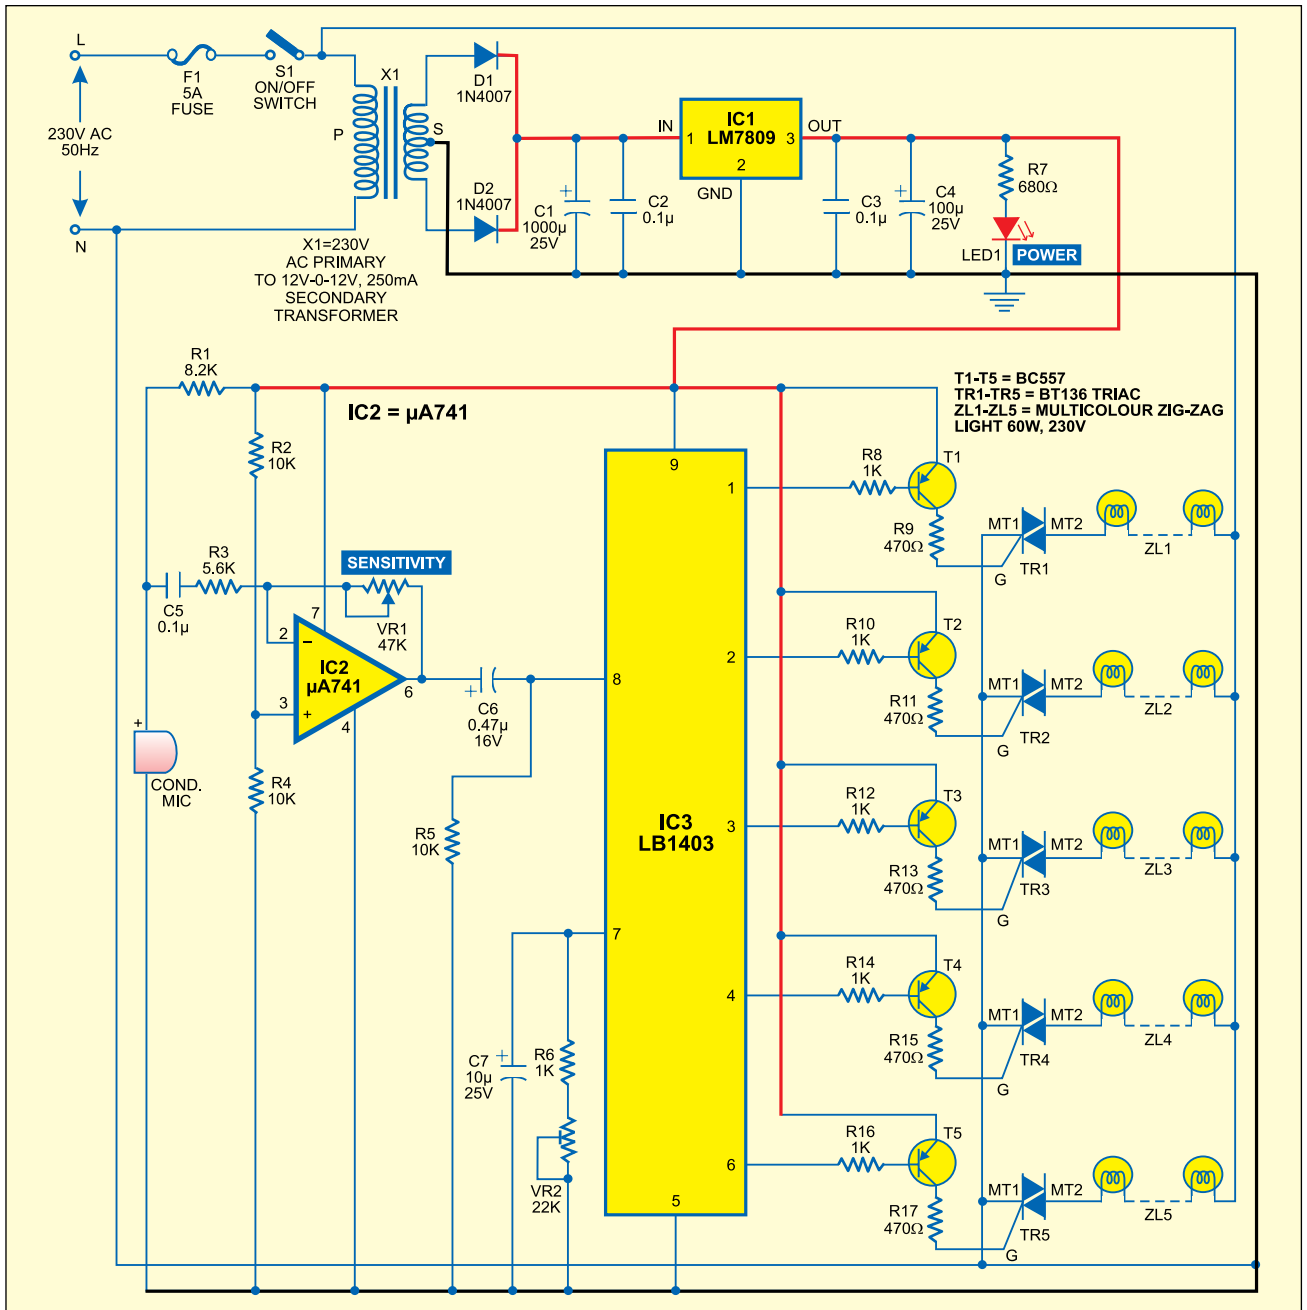 L
F1
5A
FUSE
S1
ON/OFF
SWITCH
230V AC
50Hz
N
X1
P
S
X1=230V
AC PRIMARY
TO 12V-0-12V, 250mA
SECONDARY
TRANSFORMER
D1
1N4007
D2
1N4007
+
C1
1000µ
25V
C2
0.1µ
IN
1
IC1
LM7809
3
2
OUT
GND
C3
0.1µ
+
C4
100µ
25V
R7
680Ω
LED1
POWER
R1
8.2K
IC2 = µA741
T1-T5 = BC557
TR1-TR5 = BT136 TRIAC
ZL1-ZL5 = MULTICOLOUR ZIG-ZAG
LIGHT 60W, 230V
R2
10K
R3
5.6K
C5
0.1µ
SENSITIVITY
VR1
47K
7
2
−
IC2
µA741
6
3
+
4
+
COND.
MIC
R4
10K
+
C6
0.47µ
16V
R5
10K
+
C7
10µ
25V
R6
1K
VR2
22K
9
8
7
5
IC3
LB1403
1
2
3
4
6
R8
1K
T1
R9
470Ω
G
MT1
MT2
TR1
ZL1
R10
1K
T2
R11
470Ω
G
MT1
MT2
TR2
ZL2
R12
1K
T3
R13
470Ω
G
MT1
MT2
TR3
ZL3
R14
1K
T4
R15
470Ω
G
MT1
MT2
TR4
ZL4
R16
1K
T5
R17
470Ω
G
MT1
MT2
TR5
ZL5